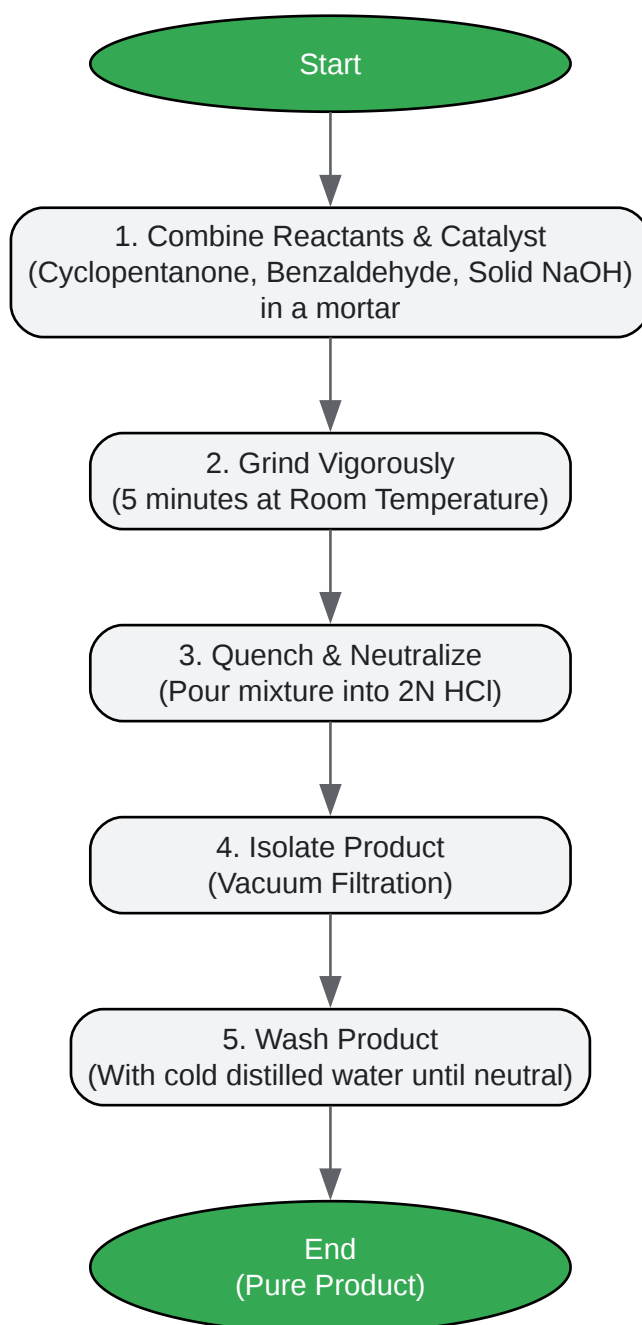 Start
1. Combine Reactants & Catalyst
(Cyclopentanone, Benzaldehyde, Solid NaOH)
in a mortar
2. Grind Vigorously
(5 minutes at Room Temperature)
3. Quench & Neutralize
(Pour mixture into 2N HCl)
4. Isolate Product
(Vacuum Filtration)
5. Wash Product
(With cold distilled water until neutral)
End
(Pure Product)